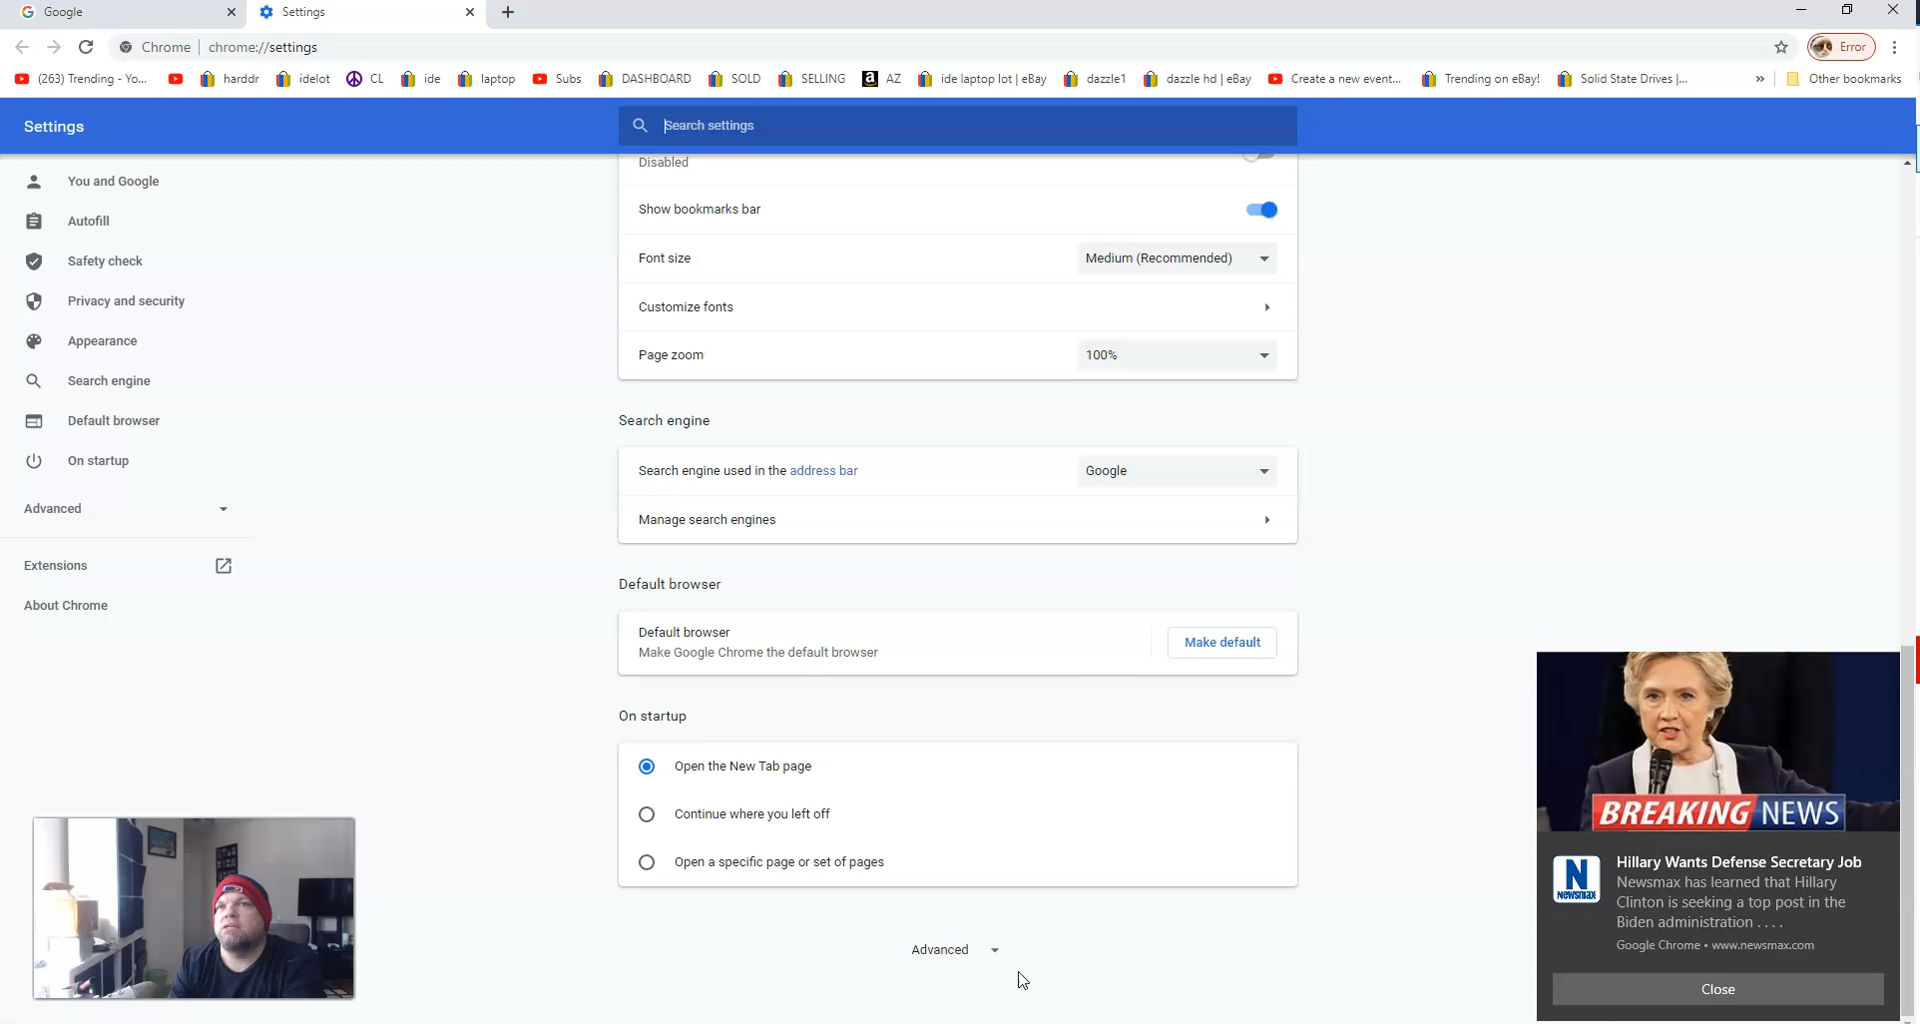 Google
Settings
Chrome
chrome://settings
Error
(263) Trending - Yo...
harddr
idelot
CL
ide
laptop
Subs
DASHBOARD
SOLD
SELLING
AZ
ide laptop lot | eBay
dazzle1
dazzle hd | eBay
Create a new event...
Trending on eBay!
Solid State Drives |...
»
Other bookmarks
Settings
Search settings
You and Google
Autofill
Safety check
Privacy and security
Appearance
Search engine
Default browser
On startup
Advanced
Extensions
About Chrome
Disabled
Show bookmarks bar
Font size
Medium (Recommended)
Customize fonts
Page zoom
100%
Search engine
Search engine used in the address bar
Google
Manage search engines
Default browser
Default browser
Make Google Chrome the default browser
Make default
On startup
Open the New Tab page
Continue where you left off
Open a specific page or set of pages
Advanced
BREAKING NEWS
N
Newsmax
Hillary Wants Defense Secretary Job
Newsmax has learned that Hillary
Clinton is seeking a top post in the
Biden administration . . . .
Google Chrome • www.newsmax.com
Close